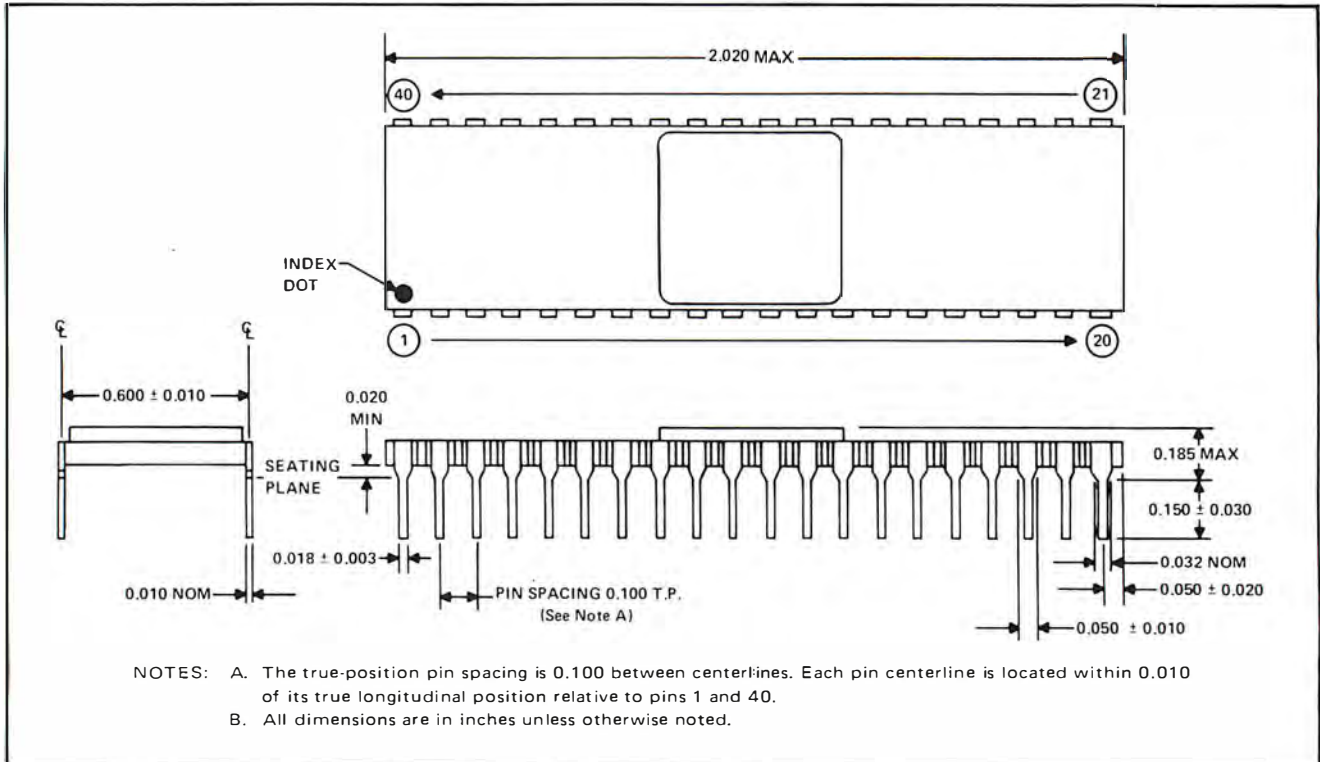 2.020 MAX
40
21
INDEX
DOT
1
20
℄
℄
0.600 ± 0.010
0.020
MIN
SEATING
PLANE
0.185 MAX
0.150 ± 0.030
0.018 ± 0.003
0.032 NOM
0.010 NOM
PIN SPACING 0.100 T.P.
(See Note A)
0.050 ± 0.020
0.050 ± 0.010
NOTES: A. The true-position pin spacing is 0.100 between centerlines. Each pin centerline is located within 0.010
of its true longitudinal position relative to pins 1 and 40.
B. All dimensions are in inches unless otherwise noted.